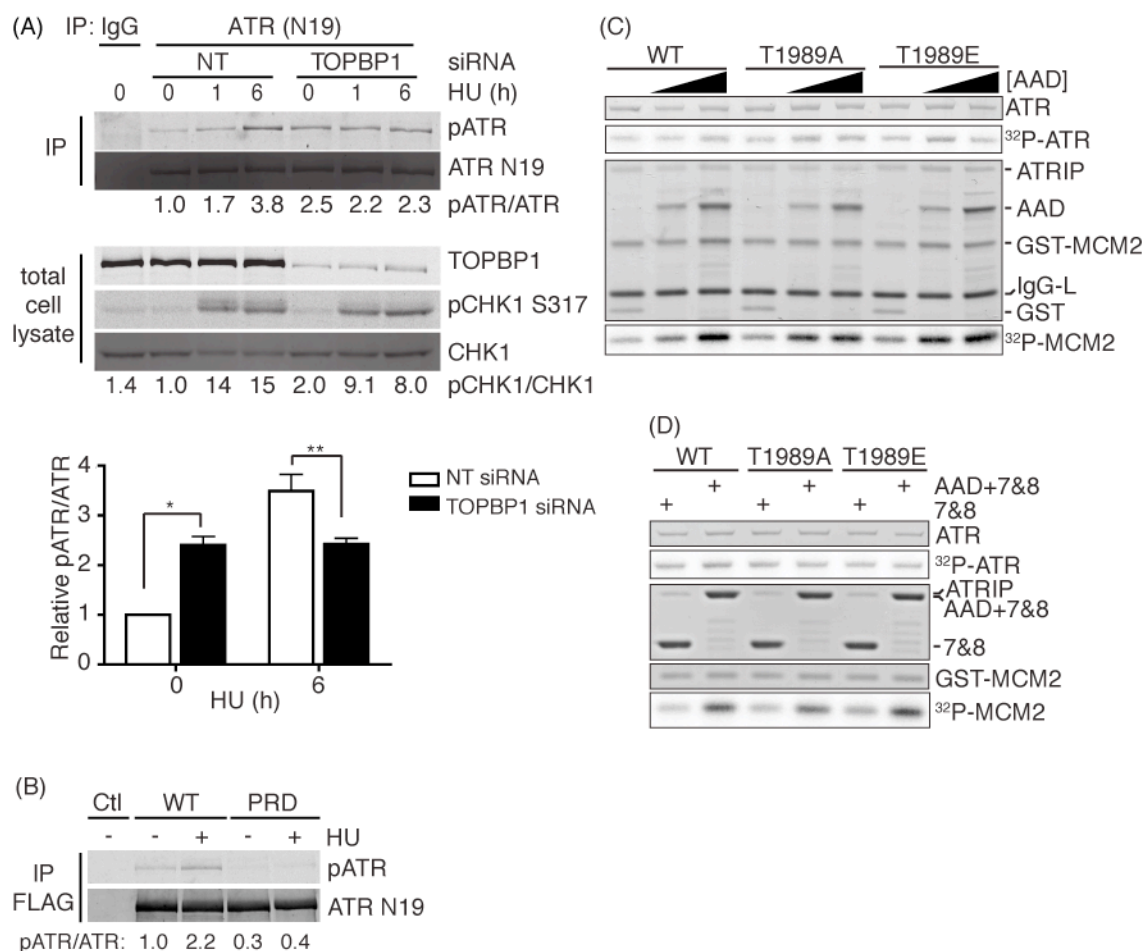 (A)
IP: IgG ATR (N19)
NT TOPBP1 siRNA
0 0 1 6 0 1 6 HU (h)
IP
pATR
ATR N19
1.0 1.7 3.8 2.5 2.2 2.3 pATR/ATR
total cell lysate
TOPBP1
pCHK1 S317
CHK1
1.4 1.0 14 15 2.0 9.1 8.0 pCHK1/CHK1
Relative pATR/ATR
4
3
2
1
0
* **
NT siRNA
TOPBP1 siRNA
0 6
HU (h)
(B)
Ctl WT PRD
- - + - + HU
IP FLAG
pATR
ATR N19
pATR/ATR: 1.0 2.2 0.3 0.4
(C)
WT T1989A T1989E
[AAD]
ATR
32P-ATR
ATRIP
AAD
GST-MCM2
IgG-L
GST
32P-MCM2
(D)
WT T1989A T1989E
+ + + AAD+7&8
+ + + 7&8
ATR
32P-ATR
ATRIP
AAD+7&8
7&8
GST-MCM2
32P-MCM2